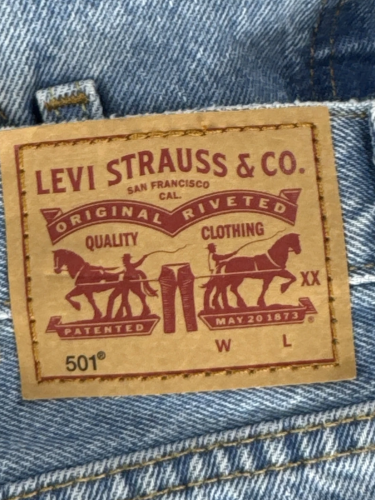 LEVI STRAUSS & CO.
SAN FRANCISCO
CAL.
ORIGINAL RIVETED
QUALITY CLOTHING
XX
PATENTED MAY 20 1873 ®
501® W L